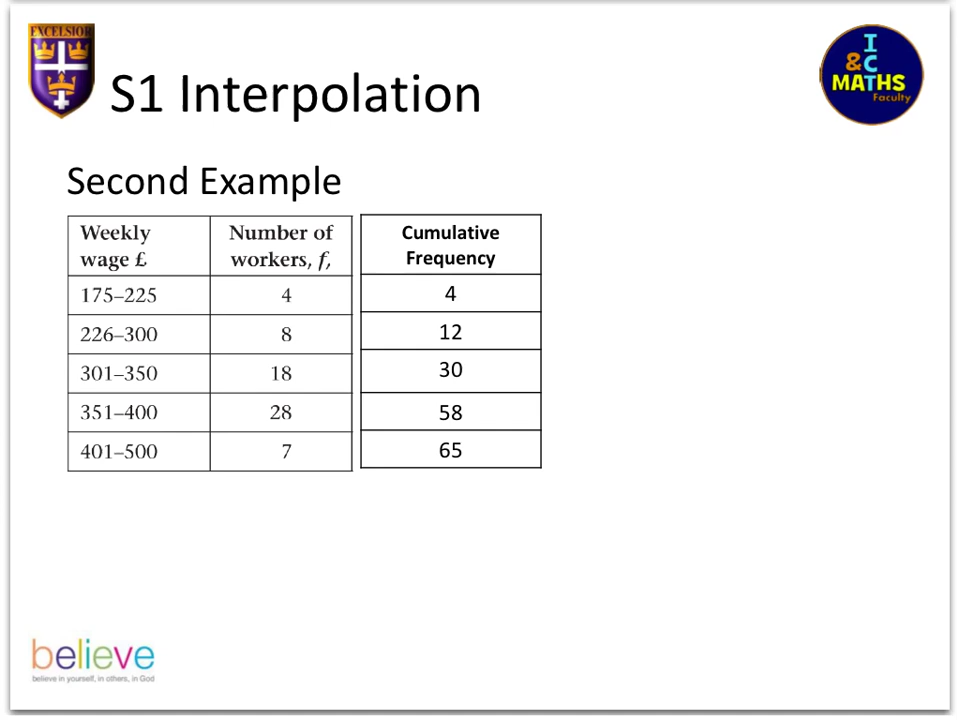 EXCELSIOR
I
&C
MATHS
Faculty
S1 Interpolation
Second Example
Weekly wage £ Number of workers, f, Cumulative Frequency
175–225 4 4
226–300 8 12
301–350 18 30
351–400 28 58
401–500 7 65
believe
believe in yourself, in others, in God